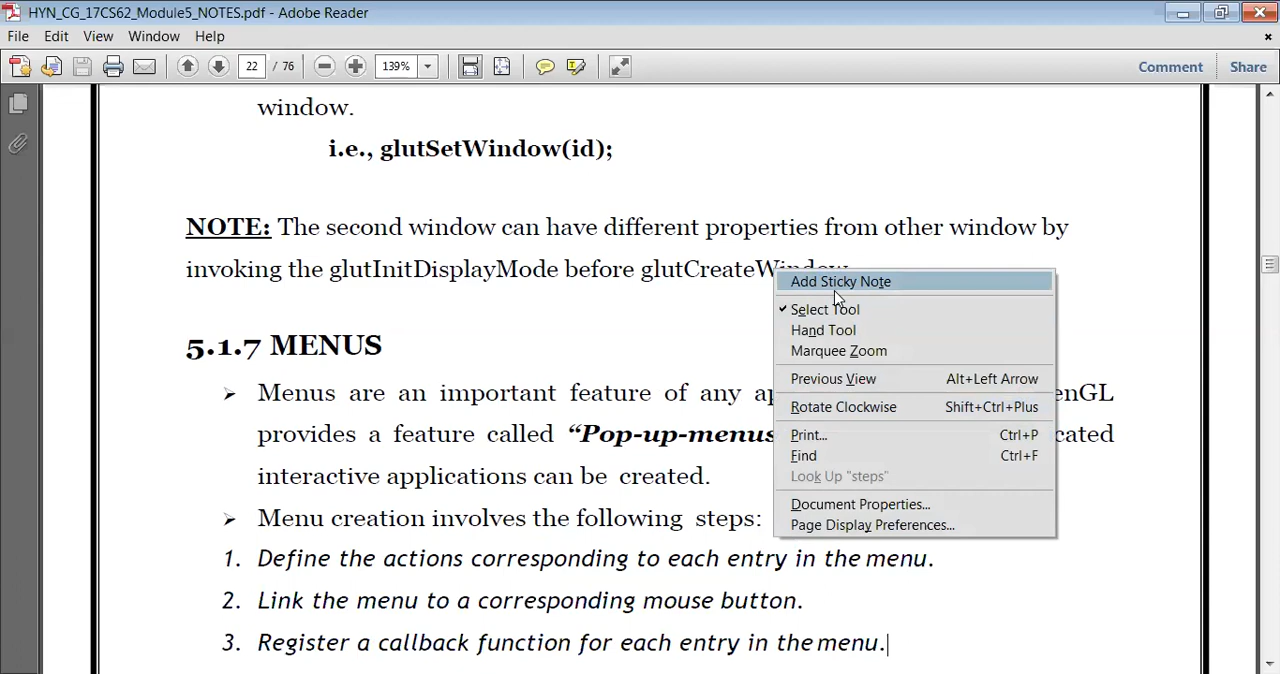 HYN_CG_17CS62_Module5_NOTES.pdf - Adobe Reader
File Edit View Window Help
22 / 76 139% Comment Share
window.
i.e., glutSetWindow(id);
NOTE: The second window can have different properties from other window by
invoking the glutInitDisplayMode before glutCreateWindow
5.1.7 MENUS
➢ Menus are an important feature of any
provides a feature called “Pop-up-menus
interactive applications can be created.
➢ Menu creation involves the following steps:
1. Define the actions corresponding to each entry in the menu.
2. Link the menu to a corresponding mouse button.
3. Register a callback function for each entry in the menu.
Add Sticky Note
✓ Select Tool
Hand Tool
Marquee Zoom
Previous View Alt+Left Arrow
Rotate Clockwise Shift+Ctrl+Plus
Print... Ctrl+P
Find Ctrl+F
Look Up "steps"
Document Properties...
Page Display Preferences...